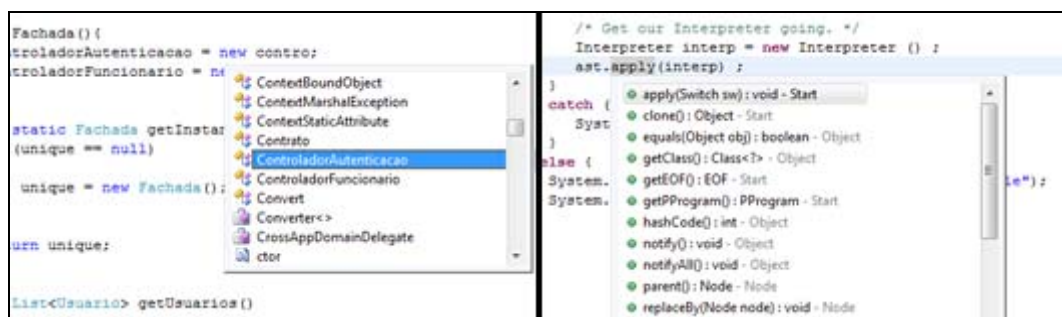 Fachada(){
troladorAutenticacao = new contro;
troladorFuncionario = ne
ContextBoundObject
ContextMarshalException
ContextStaticAttribute
Contrato
ControladorAutenticacao
ControladorFuncionario
Convert
Converter<>
CrossAppDomainDelegate
ctor
static Fachada getInstar
(unique == null)
unique = new Fachada();
urn unique;
List<Usuario> getUsuarios()
/* Get our Interpreter going. */
Interpreter interp = new Interpreter () ;
ast.apply(interp) ;
}
catch (
Syst
}
else {
System.
System.
le");
apply(Switch sw) : void - Start
clone() : Object - Start
equals(Object obj) : boolean - Object
getClass() : Class<?> - Object
getEOF() : EOF - Start
getPProgram() : PProgram - Start
hashCode() : int - Object
notify() : void - Object
notifyAll() : void - Object
parent() : Node - Node
replaceBy(Node node) : void - Node